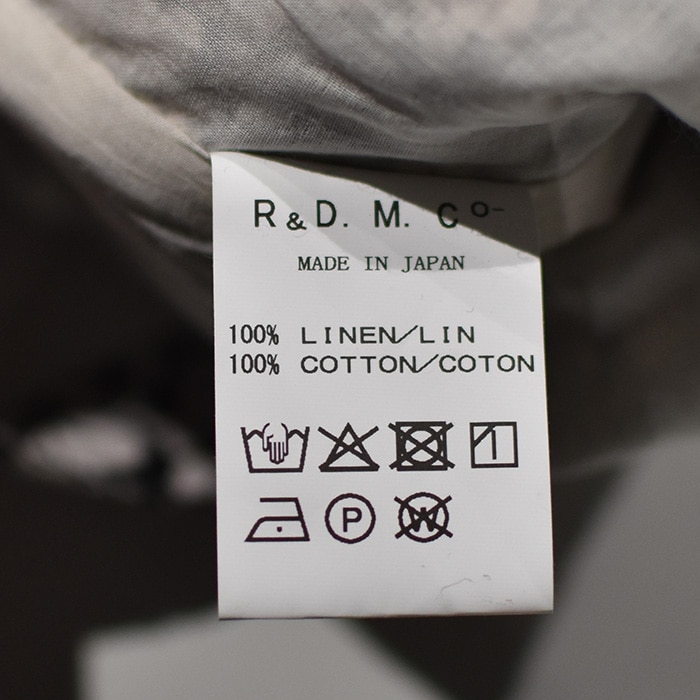 R&D. M. Co-
MADE IN JAPAN
100% LINEN/LIN
100% COTTON/COTON
P W